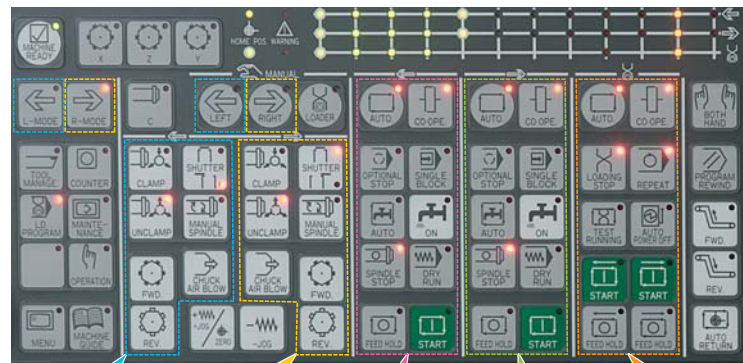 MACHINE
READY
X
Z
Y
HOME POS.
WARNING
MANUAL
L-MODE
R-MODE
C
LEFT
RIGHT
LOADER
AUTO.
CO OPE.
AUTO.
CO OPE.
AUTO.
CO OPE.
BOTH
HAND
TOOL
MANAGE.
COUNTER
CLAMP
SHUTTER
CLAMP
SHUTTER
OPTIONAL
STOP
SINGLE
BLOCK
OPTIONAL
STOP
SINGLE
BLOCK
LOADING
STOP
REPEAT
PROGRAM
REWIND
LD.
PROGRAM
MAINTE-
NANCE
UNCLAMP
MANUAL
SPINDLE
UNCLAMP
MANUAL
SPINDLE
AUTO
ON
AUTO
ON
TEST
RUNNING
AUTO
POWER OFF
FWD.
OPERATION
FWD.
CHUCK
AIR BLOW
CHUCK
AIR BLOW
FWD.
SPINDLE
STOP
DRY
RUN
SPINDLE
STOP
DRY
RUN
START
START
REV.
MENU
MACHINE
GUIDE
REV.
+JOG
ZERO
-JOG
REV.
FEED HOLD
START
FEED HOLD
START
FEED HOLD
FEED HOLD
AUTO
RETURN